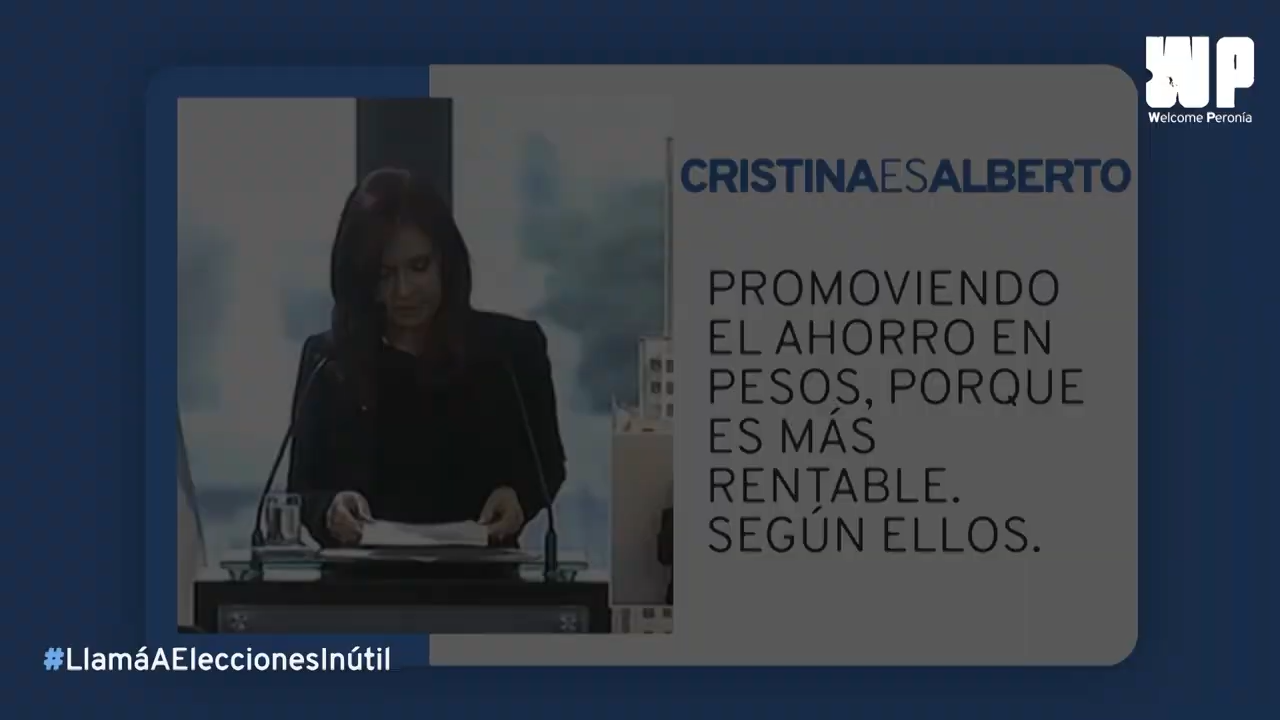 WP
Welcome Peronía
CRISTINAESALBERTO
PROMOVIENDO
EL AHORRO EN
PESOS, PORQUE
ES MÁS
RENTABLE.
SEGÚN ELLOS.
#LlamáAEleccionesInútil